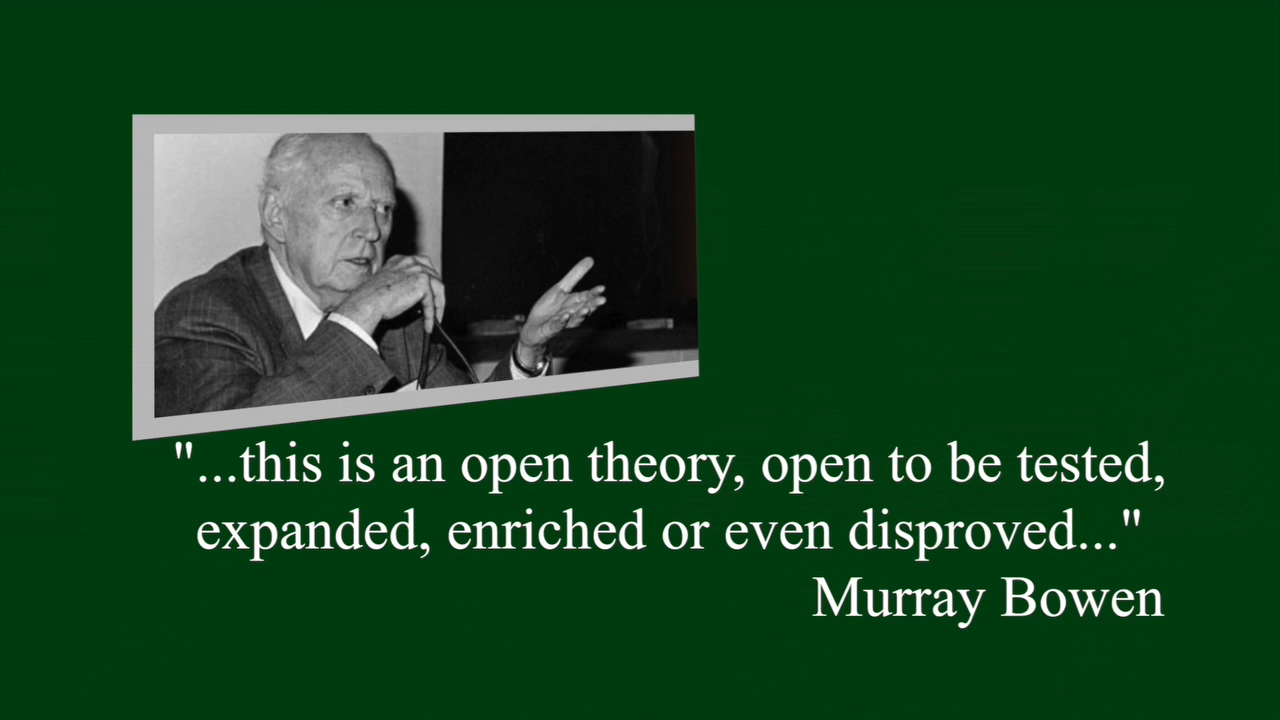 "...this is an open theory, open to be tested,
expanded, enriched or even disproved..."
Murray Bowen